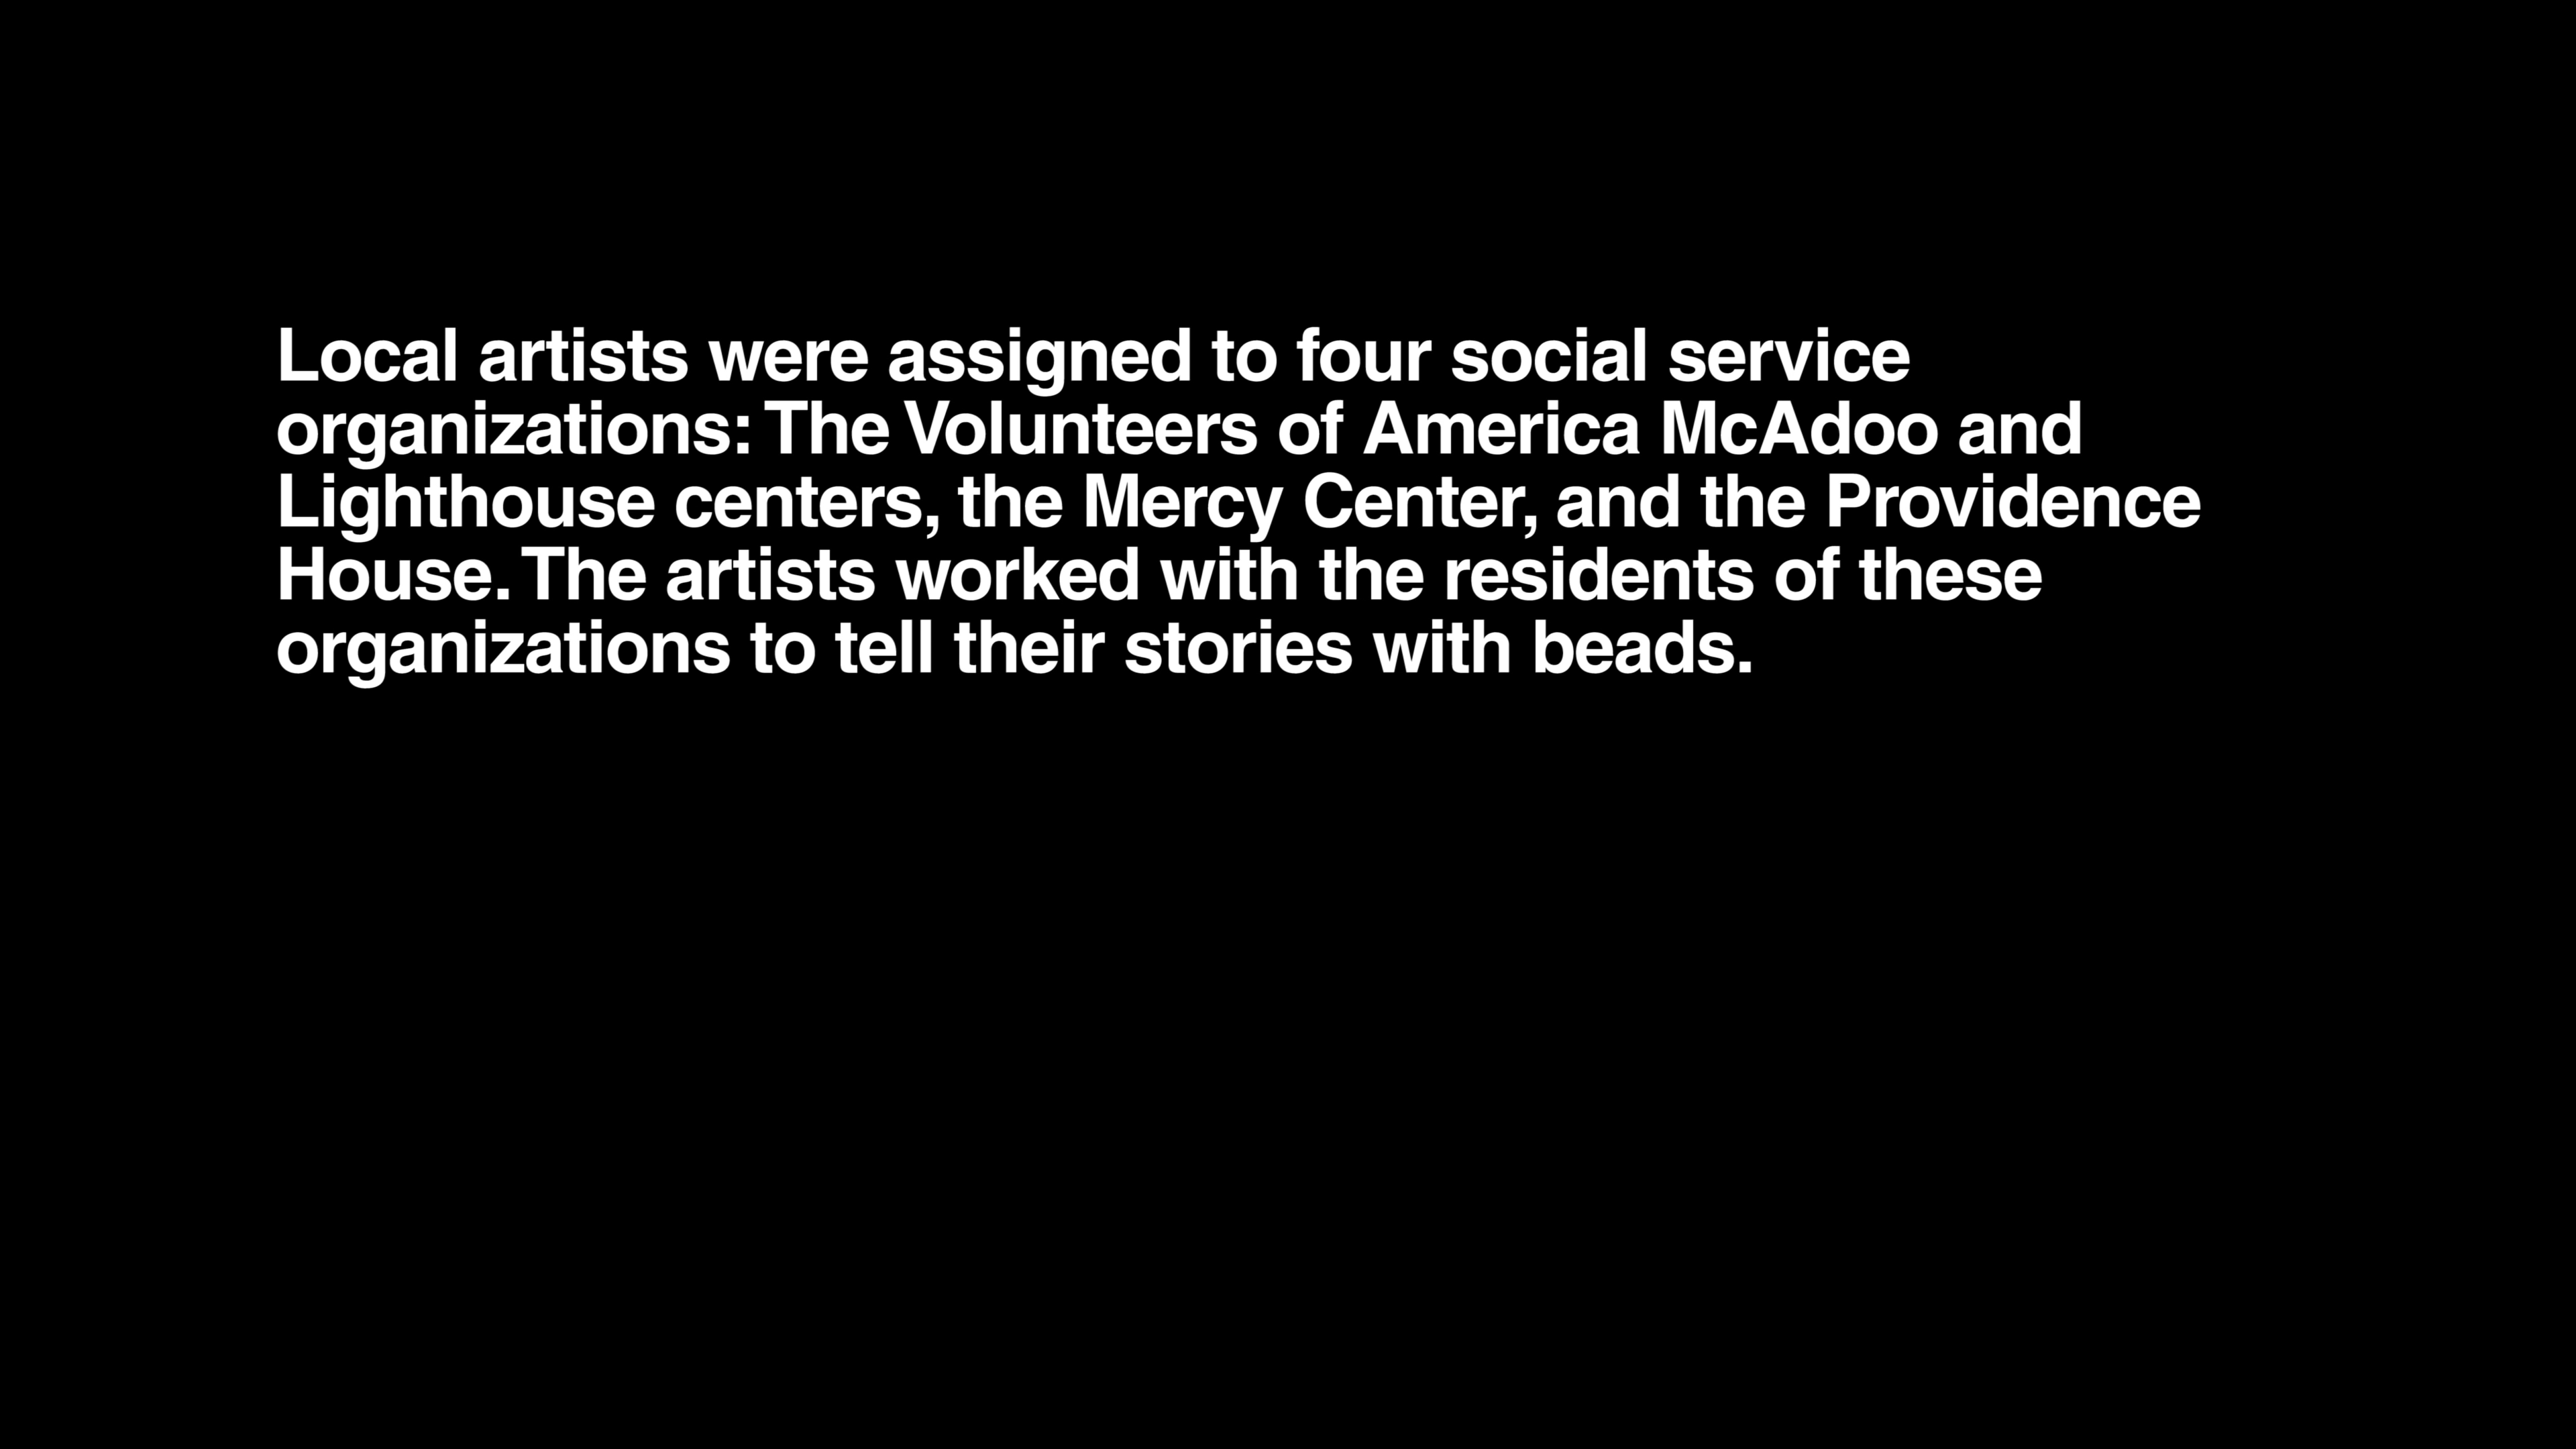 Local artists were assigned to four social service
organizations: The Volunteers of America McAdoo and
Lighthouse centers, the Mercy Center, and the Providence
House. The artists worked with the residents of these
organizations to tell their stories with beads.